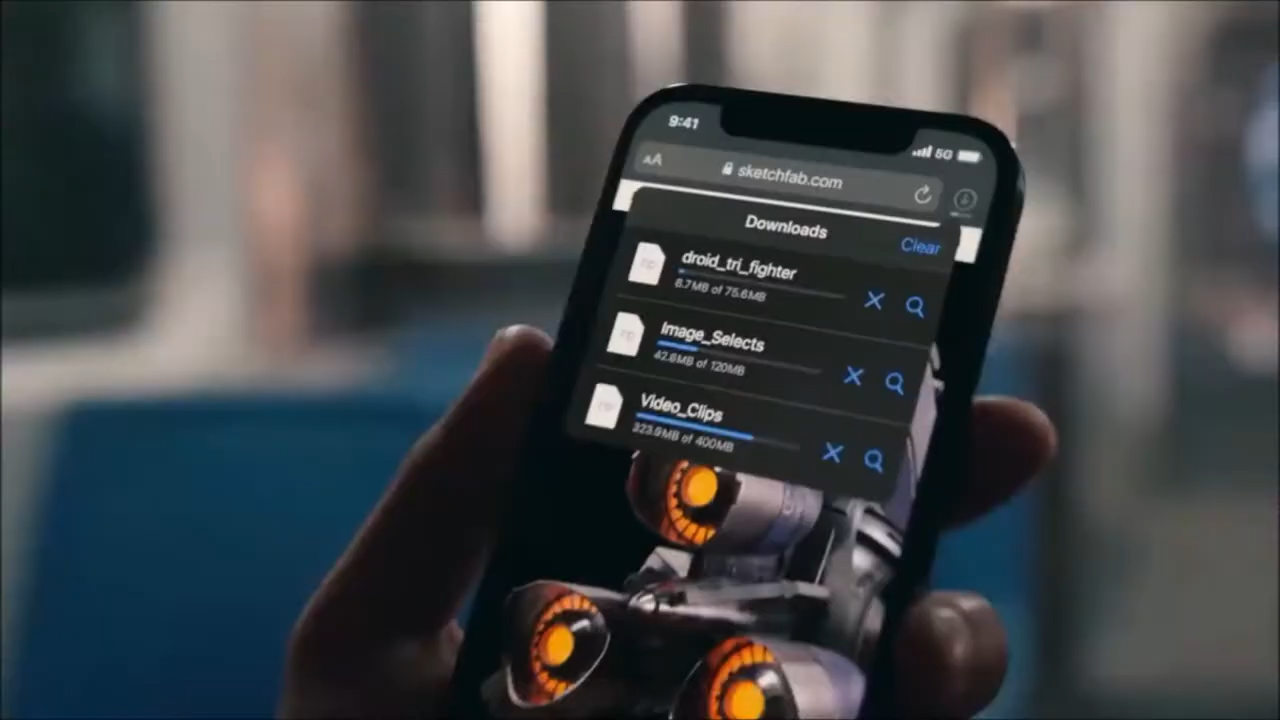 9:41
5G
AA
sketchfab.com
Downloads
Clear
droid_tri_fighter
6.7MB of 75.6MB
Image_Selects
42.6MB of 120MB
Video_Clips
323.9MB of 400MB